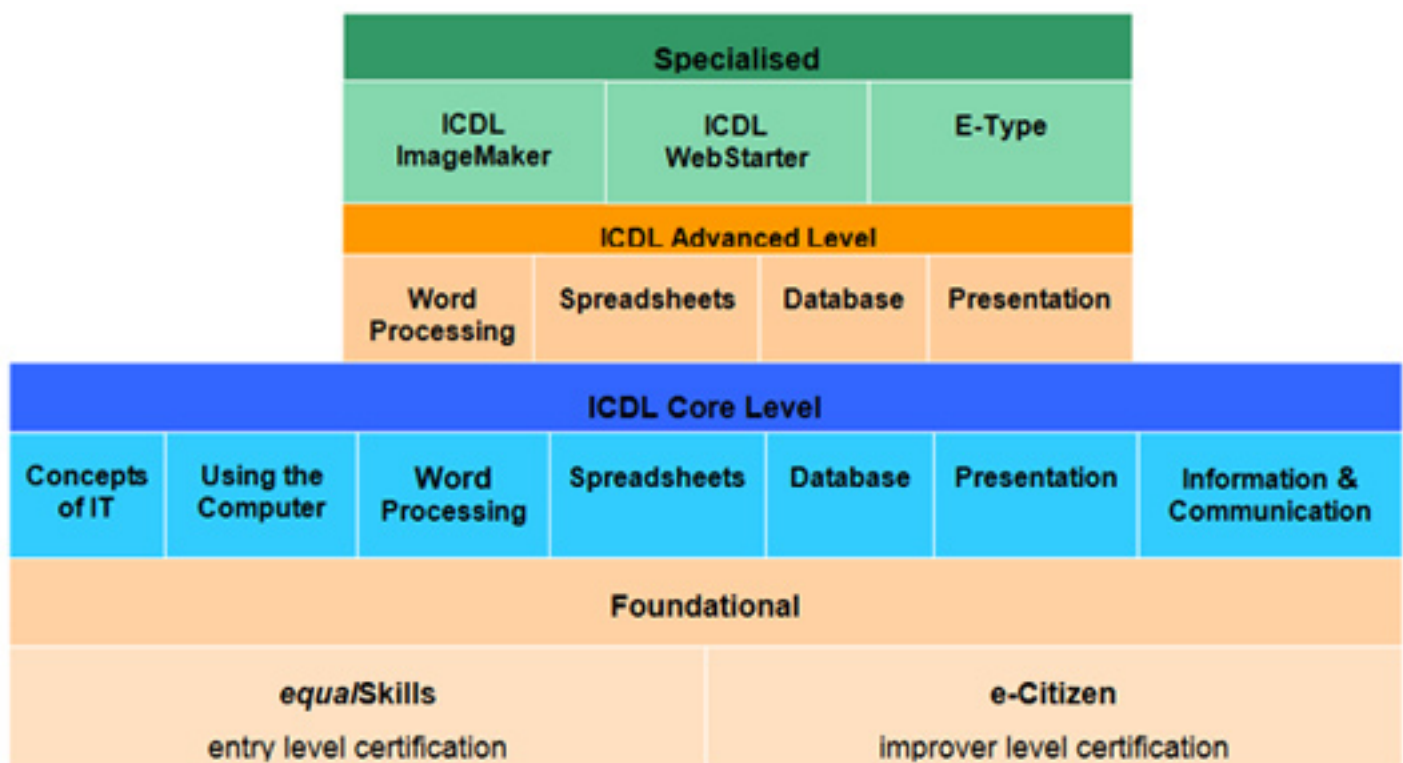 Specialised
ICDL
ImageMaker
ICDL
WebStarter
E-Type
ICDL Advanced Level
Word
Processing
Spreadsheets
Database
Presentation
ICDL Core Level
Concepts
of IT
Using the
Computer
Word
Processing
Spreadsheets
Database
Presentation
Information &
Communication
Foundational
equalSkills
entry level certification
e-Citizen
improver level certification